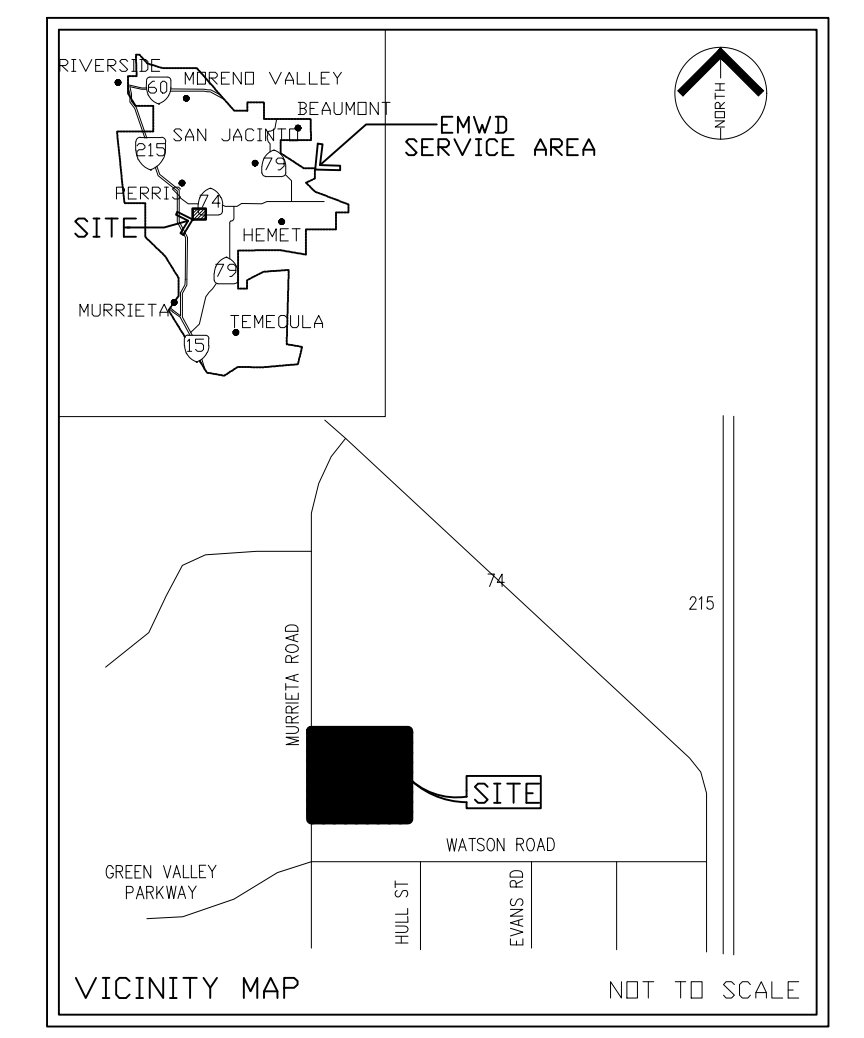 RIVERSIDE
60
MORENO VALLEY
BEAUMONT
EMWD
SERVICE AREA
SAN JACINTO
215
79
PERRIS
74
SITE
HEMET
79
MURRIETA
TEMECULA
15
NORTH
74
215
MURRIETA ROAD
SITE
WATSON ROAD
GREEN VALLEY
PARKWAY
HULL ST
EVANS RD
VICINITY MAP
NOT TO SCALE